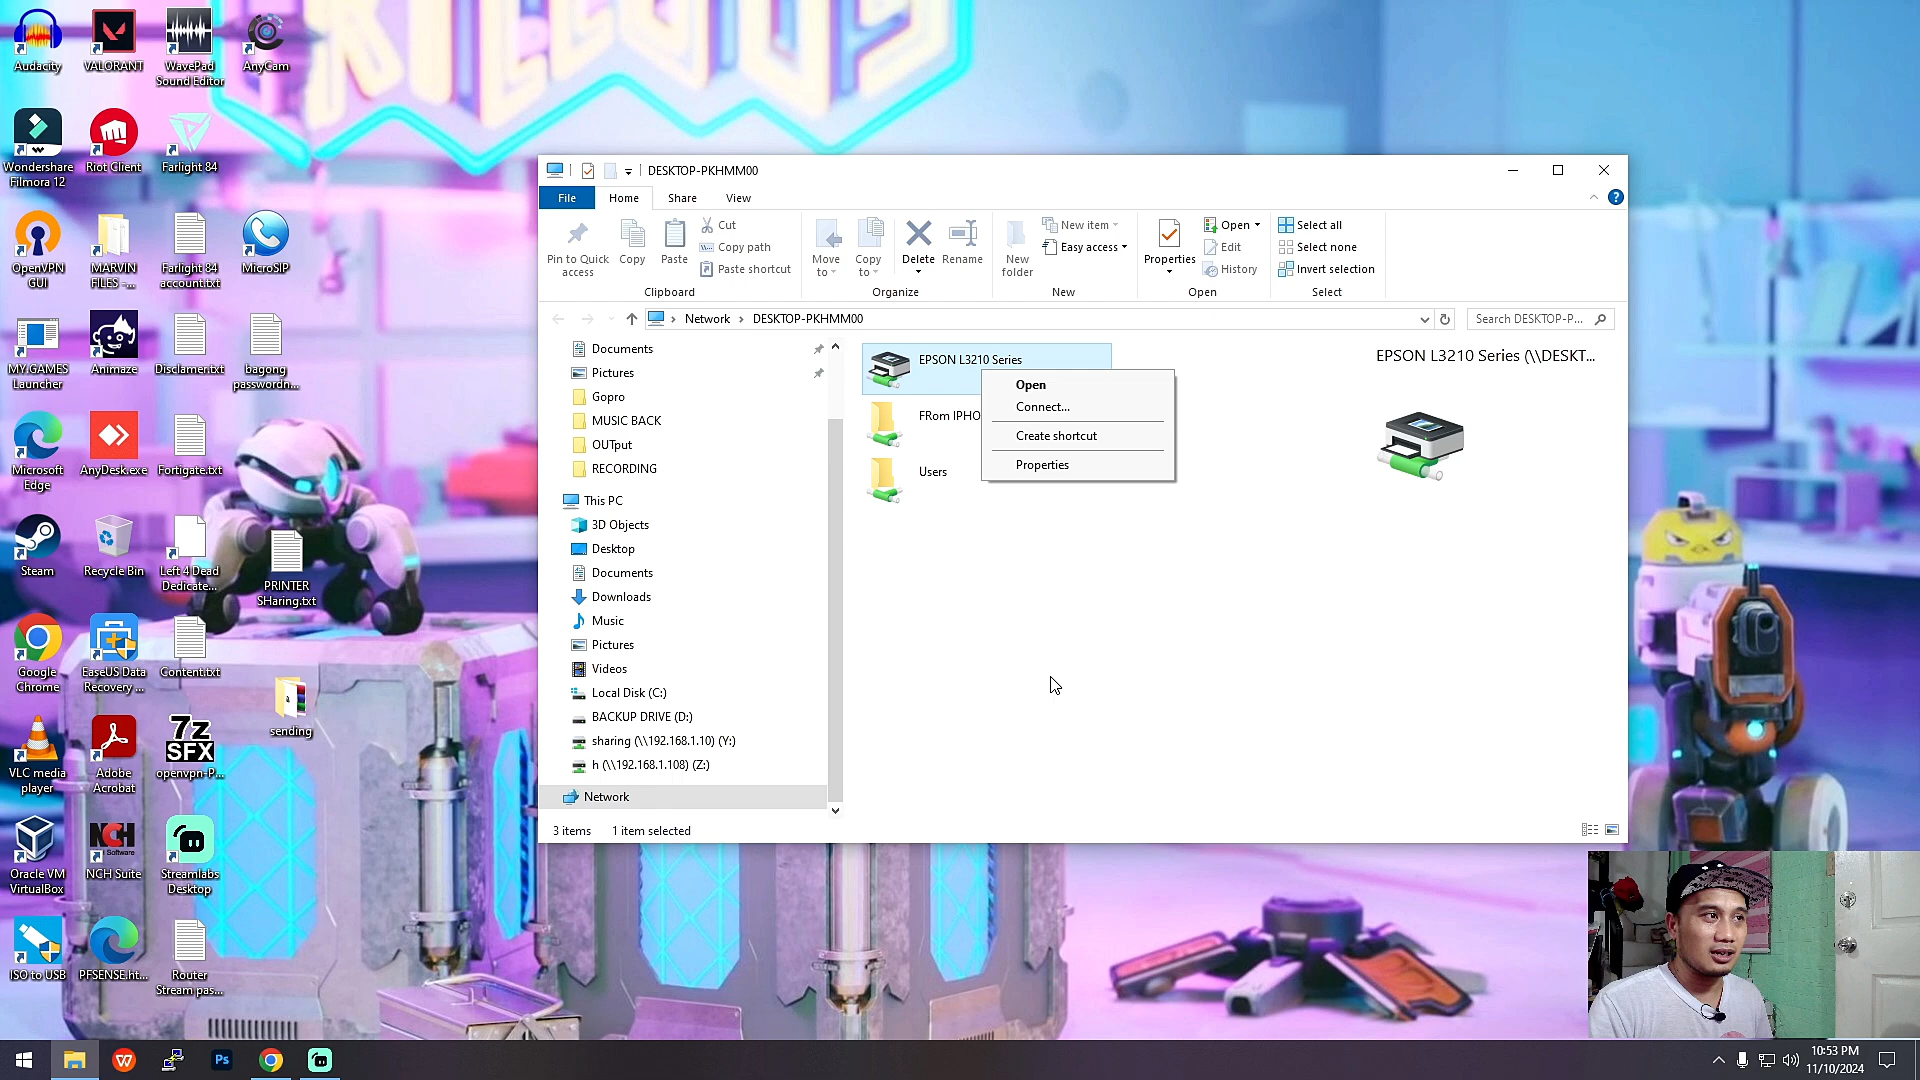 Audacity
VALORANT
WavePad
Sound Editor
AnyCam
Wondershare
Filmora 12
Riot Client
Farlight 84
OpenVPN
GUI
MARVIN
FILES -...
Farlight 84
account.txt
MicroSIP
MY.GAMES
Launcher
Animaze
Disclamer.txt
bagong
passwordn...
Microsoft
Edge
AnyDesk.exe
Fortigate.txt
Steam
Recycle Bin
Left 4 Dead
Dedicate...
PRINTER
SHaring.txt
Google
Chrome
EaseUS Data
Recovery ...
Content.txt
sending
VLC media
player
Adobe
Acrobat
7z
SFX
openvpn-P...
Oracle VM
VirtualBox
NCH
Software
NCH Suite
Streamlabs
Desktop
ISO to USB
PFSENSE.ht...
Router
Stream pas...
DESKTOP-PKHMM00
File
Home
Share
View
Pin to Quick
access
Copy
Paste
Cut
Copy path
Paste shortcut
Clipboard
Move
to
Copy
to
Delete
Rename
Organize
New
folder
New item
Easy access
New
Properties
Open
Edit
History
Open
Select all
Select none
Invert selection
Select
Network
DESKTOP-PKHMM00
Search DESKTOP-P...
Documents
Pictures
Gopro
MUSIC BACK
OUTput
RECORDING
This PC
3D Objects
Desktop
Documents
Downloads
Music
Pictures
Videos
Local Disk (C:)
BACKUP DRIVE (D:)
sharing (\\192.168.1.10) (Y:)
h (\\192.168.1.108) (Z:)
Network
EPSON L3210 Series
FRom IPHO
Users
Open
Connect...
Create shortcut
Properties
EPSON L3210 Series (\\DESKT...
3 items
1 item selected
Ps
10:53 PM
11/10/2024